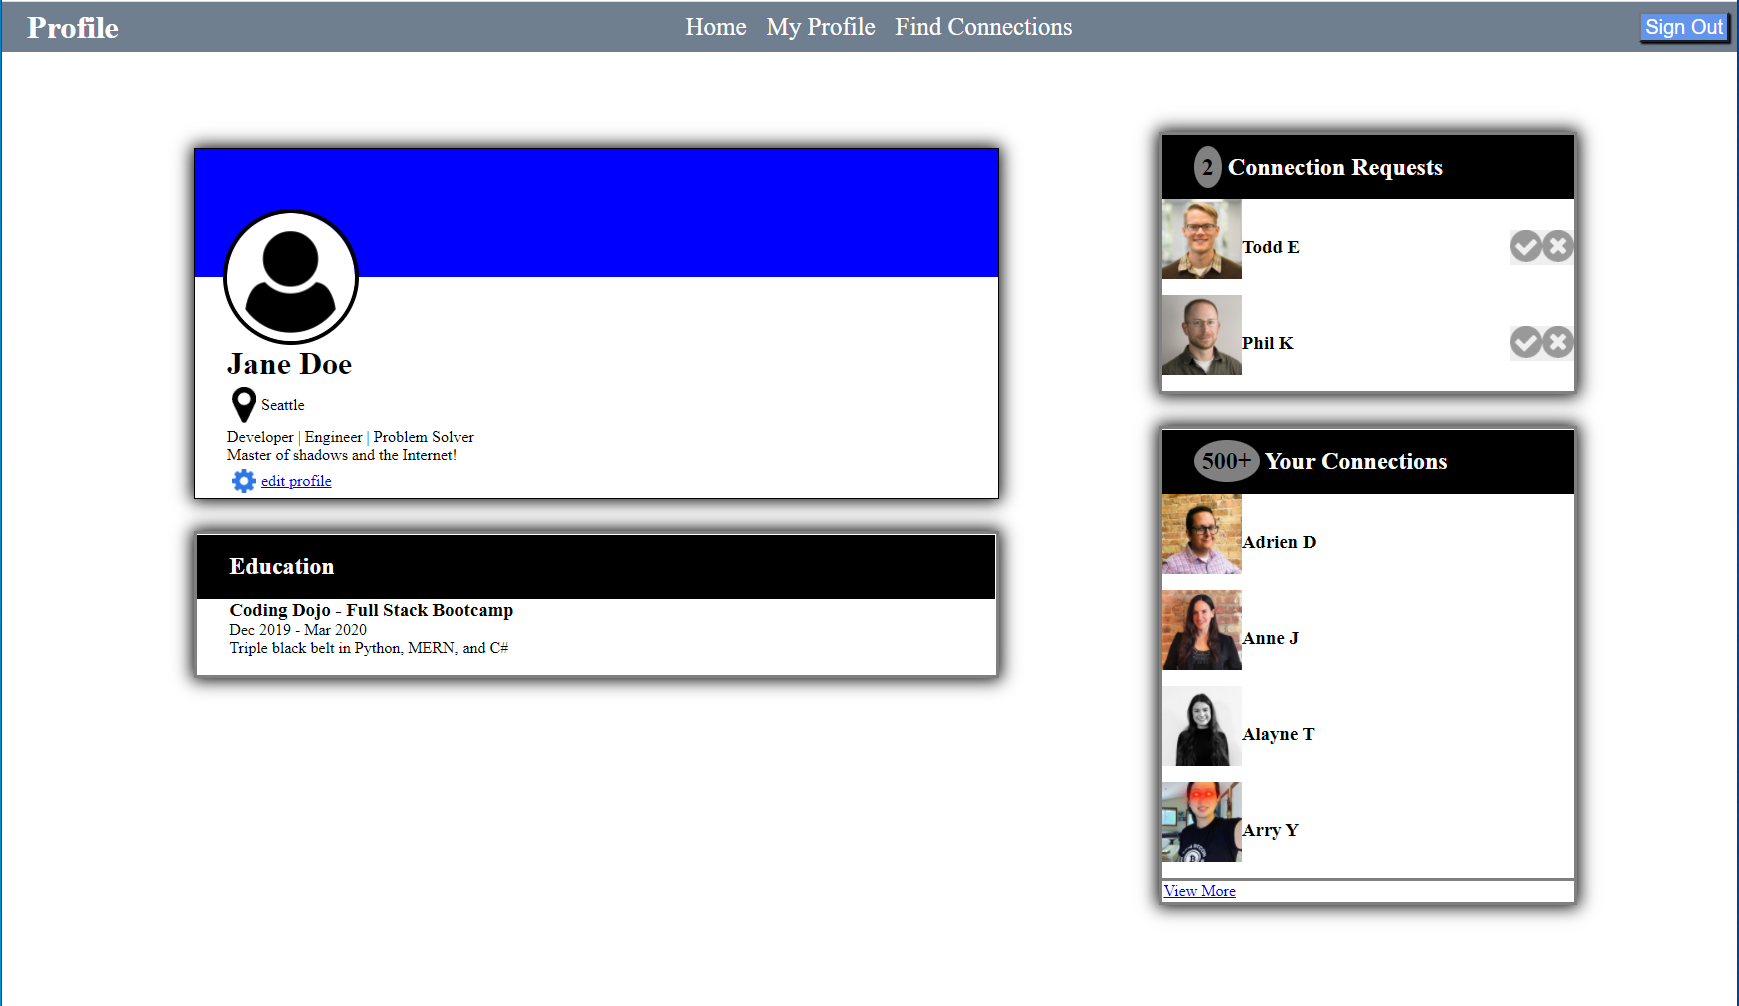 Profile
Home My Profile Find Connections
Sign Out
Jane Doe
Seattle
Developer | Engineer | Problem Solver
Master of shadows and the Internet!
edit profile
Education
Coding Dojo - Full Stack Bootcamp
Dec 2019 - Mar 2020
Triple black belt in Python, MERN, and C#
2 Connection Requests
Todd E
Phil K
500+ Your Connections
Adrien D
Anne J
Alayne T
Arry Y
View More